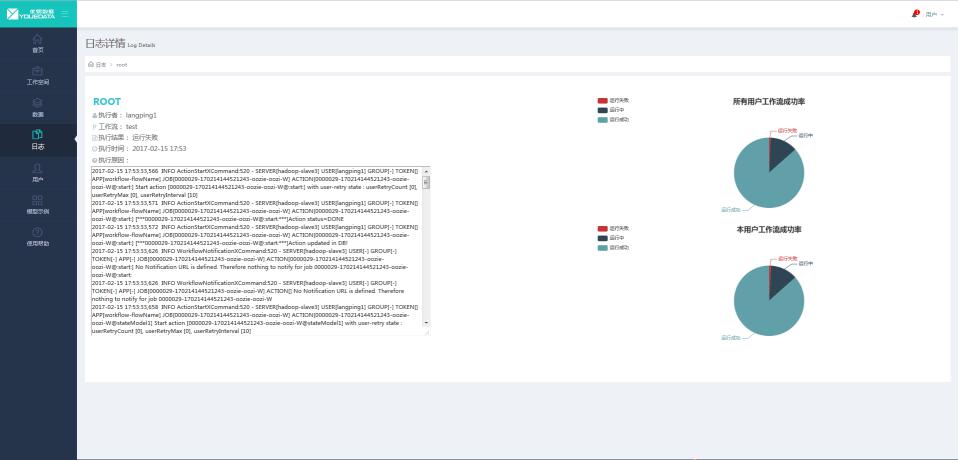 优易数据
YOUEDATA
1
用户
首页
工作空间
数据
日志
用户
模型示例
使用帮助
日志详情 Log Details
日志 > root
ROOT
执行者： langping1
工作流： test
执行结果： 运行失败
执行时间： 2017-02-15 17:53
执行原因：
2017-02-15 17:53:33,566 INFO ActionStartXCommand:520 - SERVER[hadoop-slave3] USER[langping1] GROUP[-] TOKEN[]
APP[workflow-flowName] JOB[0000029-170214144521243-oozie-oozi-W] ACTION[0000029-170214144521243-oozie-
oozi-W@:start:] Start action [0000029-170214144521243-oozie-oozi-W@:start:] with user-retry state : userRetryCount [0],
userRetryMax [0], userRetryInterval [10]
2017-02-15 17:53:33,571 INFO ActionStartXCommand:520 - SERVER[hadoop-slave3] USER[langping1] GROUP[-] TOKEN[]
APP[workflow-flowName] JOB[0000029-170214144521243-oozie-oozi-W] ACTION[0000029-170214144521243-oozie-
oozi-W@:start:] [***0000029-170214144521243-oozie-oozi-W@:start:***]Action status=DONE
2017-02-15 17:53:33,572 INFO ActionStartXCommand:520 - SERVER[hadoop-slave3] USER[langping1] GROUP[-] TOKEN[]
APP[workflow-flowName] JOB[0000029-170214144521243-oozie-oozi-W] ACTION[0000029-170214144521243-oozie-
oozi-W@:start:] [***0000029-170214144521243-oozie-oozi-W@:start:***]Action updated in DB!
2017-02-15 17:53:33,626 INFO WorkflowNotificationXCommand:520 - SERVER[hadoop-slave3] USER[-] GROUP[-]
TOKEN[-] APP[-] JOB[0000029-170214144521243-oozie-oozi-W] ACTION[0000029-170214144521243-oozie-
oozi-W@:start:] No Notification URL is defined. Therefore nothing to notify for job 0000029-170214144521243-oozie-
oozi-W@:start:
2017-02-15 17:53:33,626 INFO WorkflowNotificationXCommand:520 - SERVER[hadoop-slave3] USER[-] GROUP[-]
TOKEN[-] APP[-] JOB[0000029-170214144521243-oozie-oozi-W] ACTION[] No Notification URL is defined. Therefore
nothing to notify for job 0000029-170214144521243-oozie-oozi-W
2017-02-15 17:53:33,658 INFO ActionStartXCommand:520 - SERVER[hadoop-slave3] USER[langping1] GROUP[-] TOKEN[]
APP[workflow-flowName] JOB[0000029-170214144521243-oozie-oozi-W] ACTION[0000029-170214144521243-oozie-
oozi-W@stateModel1] Start action [0000029-170214144521243-oozie-oozi-W@stateModel1] with user-retry state :
userRetryCount [0], userRetryMax [0], userRetryInterval [10]
运行失败
运行中
运行成功
所有用户工作流成功率
运行失败
运行中
运行成功
运行失败
运行中
运行成功
本用户工作流成功率
运行失败
运行中
运行成功